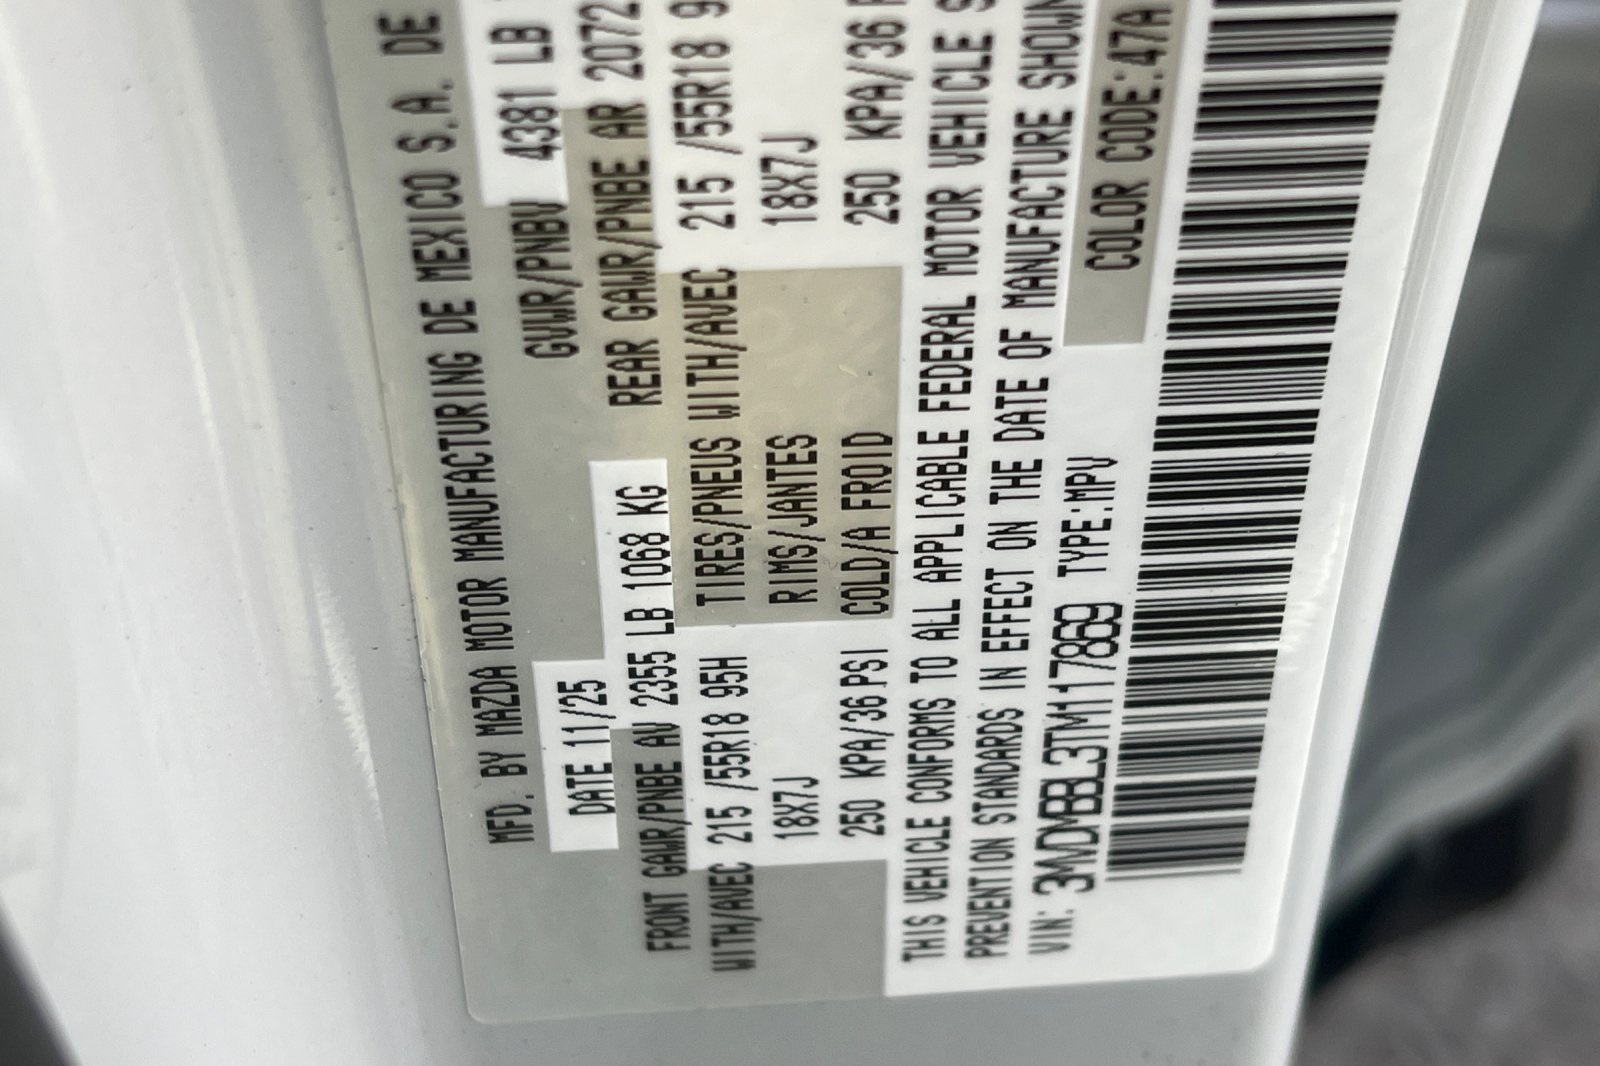 MFD. BY MAZDA MOTOR MANUFACTURING DE MEXICO S.A. DE
DATE 11/25 GVWR/PNBV 4381 LB
FRONT GAWR/PNBE AV 2355 LB 1068 KG REAR GAWR/PNBE AR 2072
WITH/AVEC 215 /55R18 95H TIRES/PNEUS WITH/AVEC 215 /55R18 9
18X7J RIMS/JANTES 18X7J
250 KPA/36 PSI COLD/A FROID 250 KPA/36
THIS VEHICLE CONFORMS TO ALL APPLICABLE FEDERAL MOTOR VEHICLE S
PREVENTION STANDARDS IN EFFECT ON THE DATE OF MANUFACTURE SHOWN
VIN: 3MVDMBBL3TM117869 TYPE:MPV COLOR CODE:47A